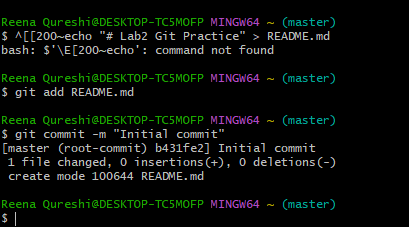 Reena Qureshi@DESKTOP-TC5MOFP MINGW64 ~ (master)
$ ^[[200~echo "# Lab2 Git Practice" > README.md
bash: $'\E[200~echo': command not found
Reena Qureshi@DESKTOP-TC5MOFP MINGW64 ~ (master)
$ git add README.md
Reena Qureshi@DESKTOP-TC5MOFP MINGW64 ~ (master)
$ git commit -m "Initial commit"
[master (root-commit) b431fe2] Initial commit
 1 file changed, 0 insertions(+), 0 deletions(-)
 create mode 100644 README.md
Reena Qureshi@DESKTOP-TC5MOFP MINGW64 ~ (master)
$